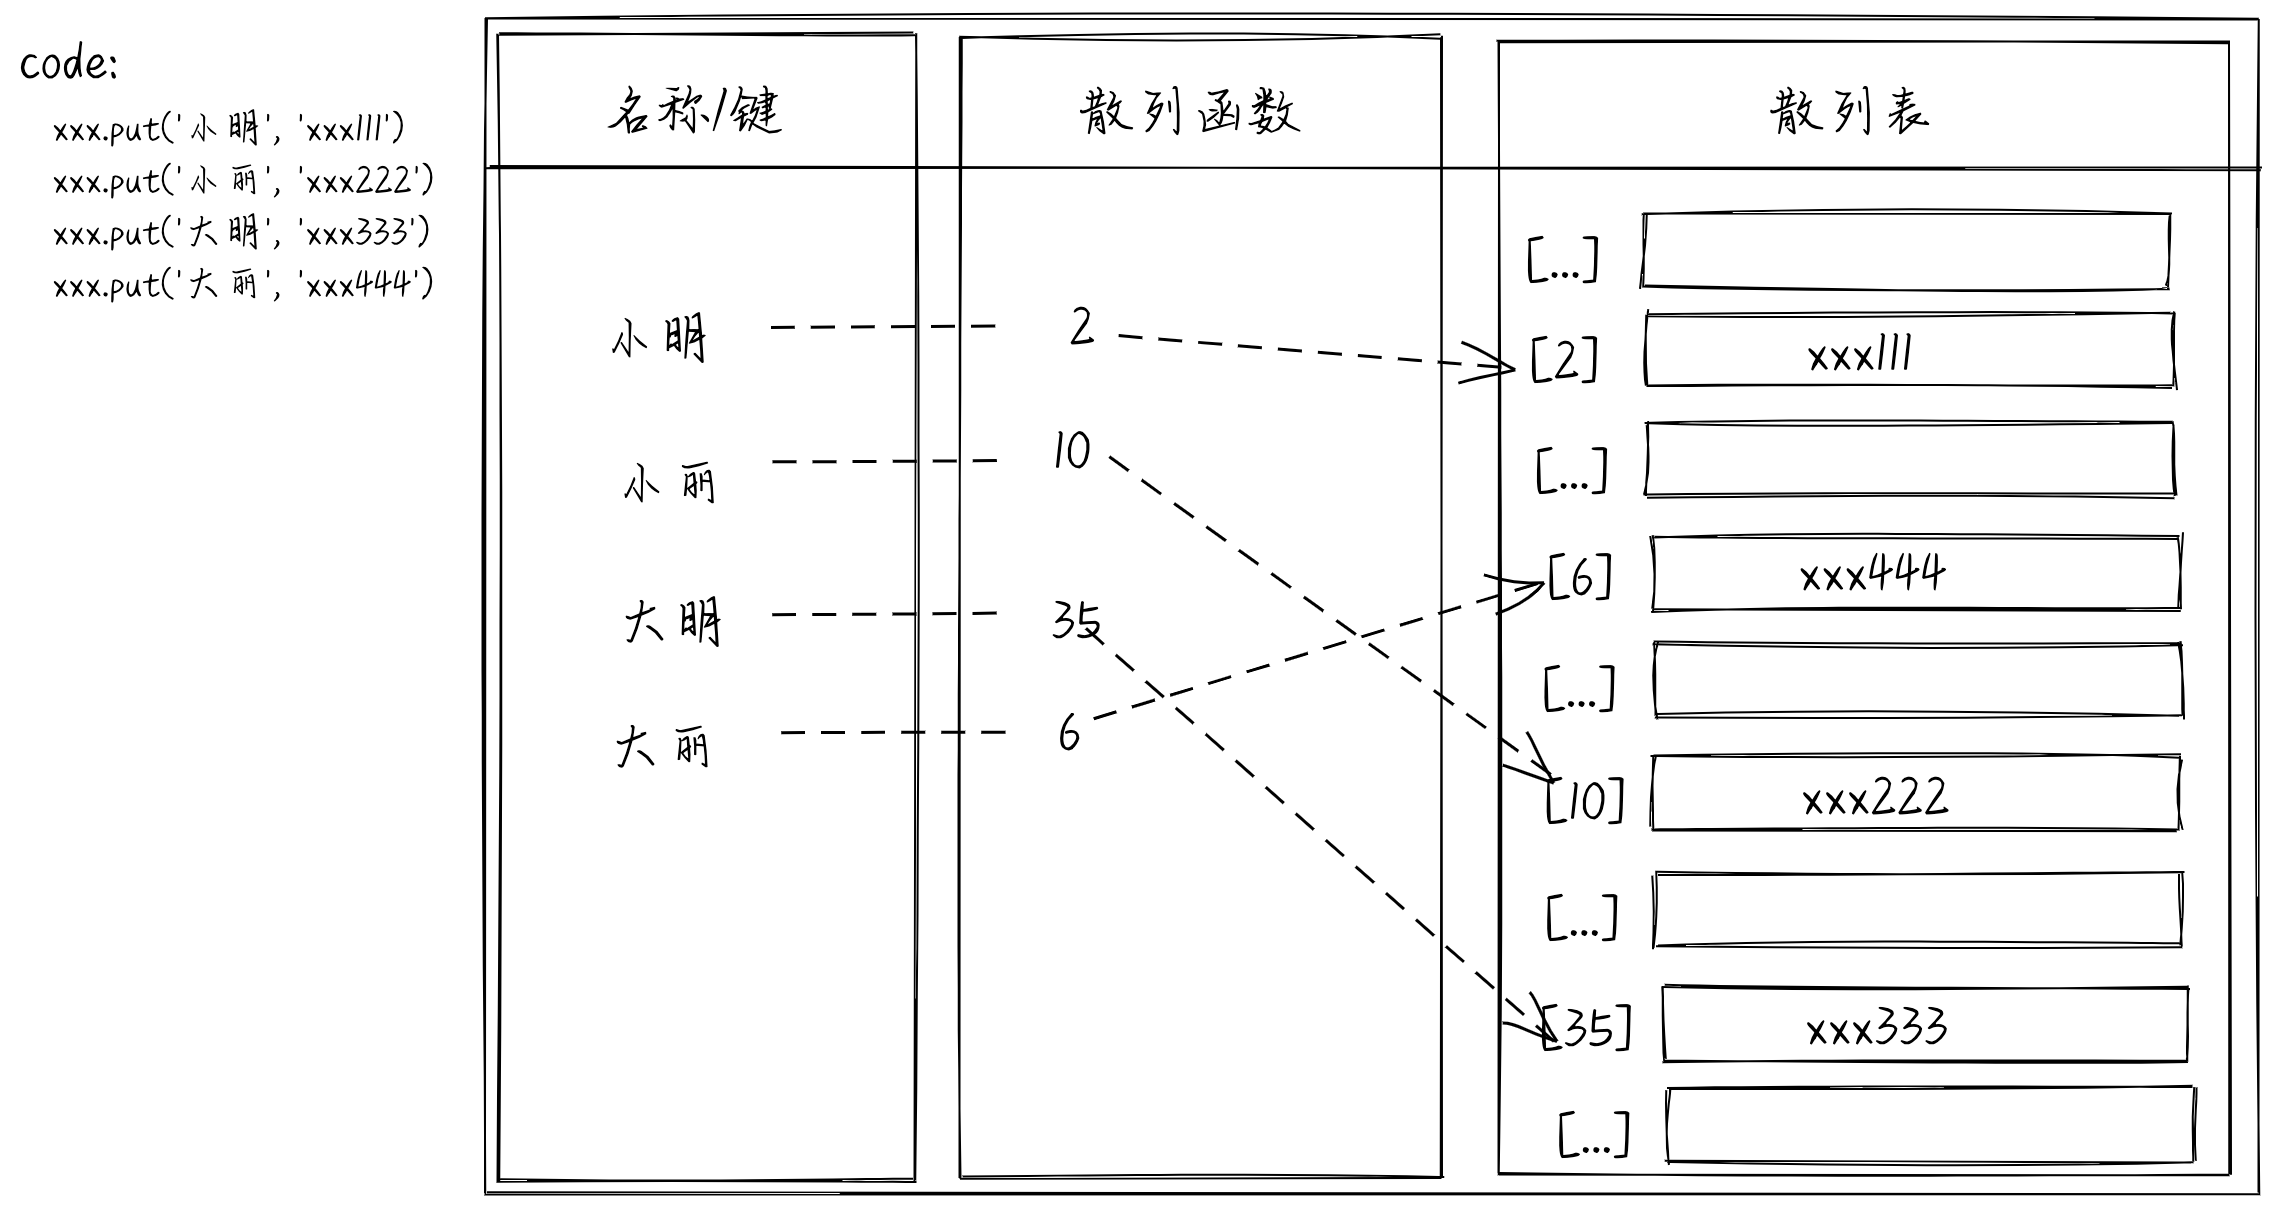 code:
xxx.put('小明', 'xxx111')
xxx.put('小丽', 'xxx222')
xxx.put('大明', 'xxx333')
xxx.put('大丽', 'xxx444')
名称/键
散列函数
散列表
[...]
小明
2
[2]
xxx111
小丽
10
[...]
[6]
xxx444
大明
35
[...]
大丽
6
[10]
xxx222
[...]
[35]
xxx333
[...]